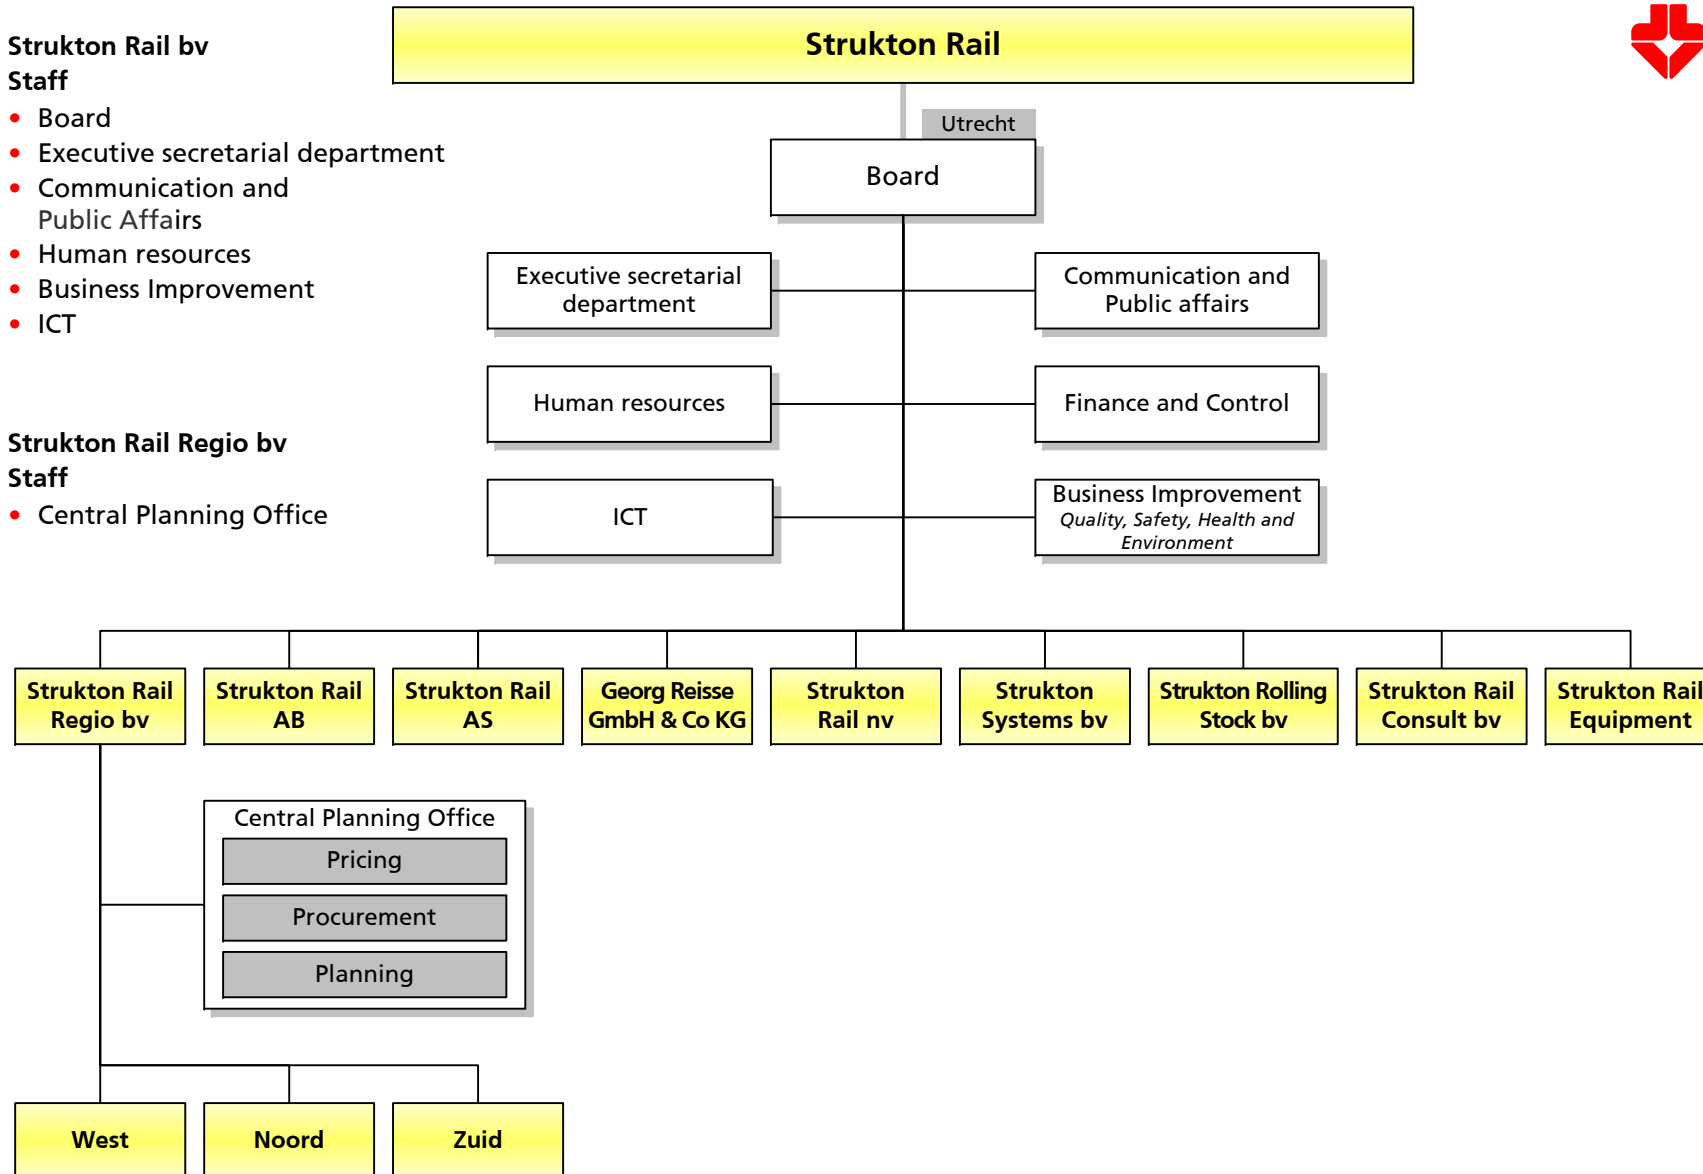 Strukton Rail bv
Staff
• Board
• Executive secretarial department
• Communication and
Public Affairs
• Human resources
• Business Improvement
• ICT
Strukton Rail Regio bv
Staff
• Central Planning Office
Strukton Rail
Utrecht
Board
Executive secretarial
department
Communication and
Public affairs
Human resources
Finance and Control
ICT
Business Improvement
Quality, Safety, Health and
Environment
Strukton Rail
Regio bv
Strukton Rail
AB
Strukton Rail
AS
Georg Reisse
GmbH & Co KG
Strukton
Rail nv
Strukton
Systems bv
Strukton Rolling
Stock bv
Strukton Rail
Consult bv
Strukton Rail
Equipment
Central Planning Office
Pricing
Procurement
Planning
West
Noord
Zuid